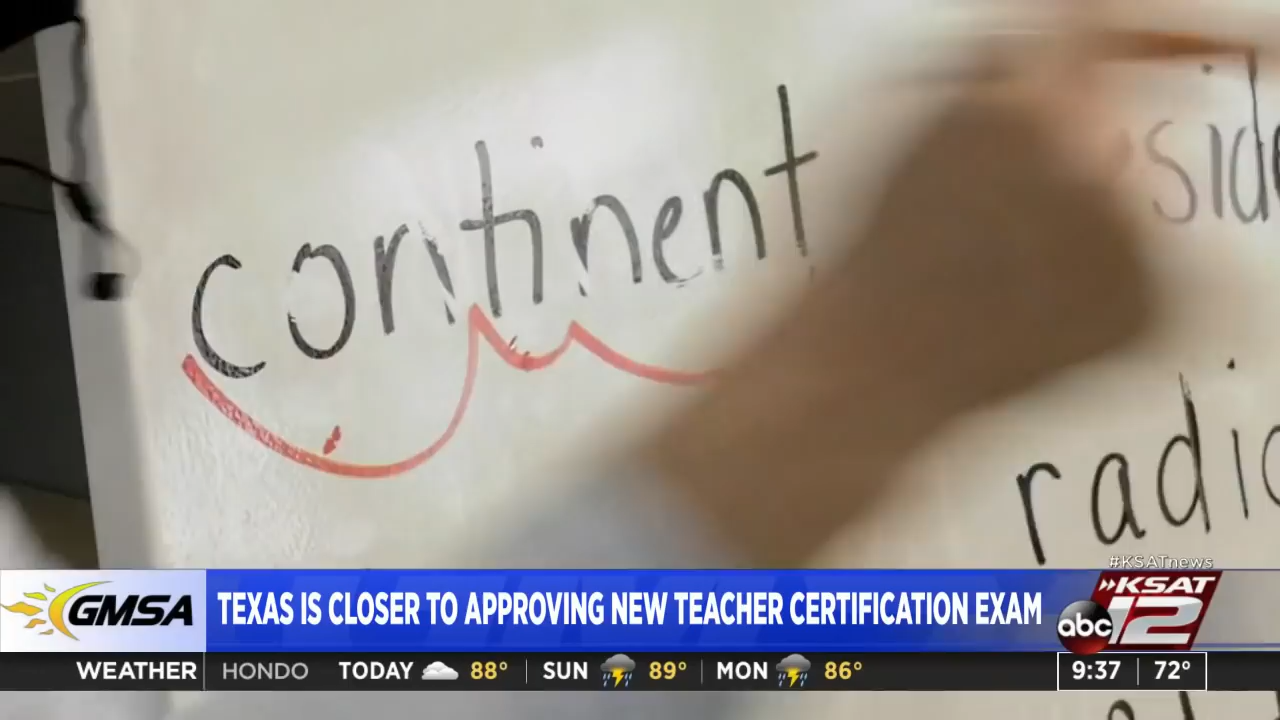 continent
#KSATnews
GMSA
TEXAS IS CLOSER TO APPROVING NEW TEACHER CERTIFICATION EXAM
abc
KSAT
12
WEATHER HONDO TODAY 88° SUN 89° MON 86° 9:37 72°